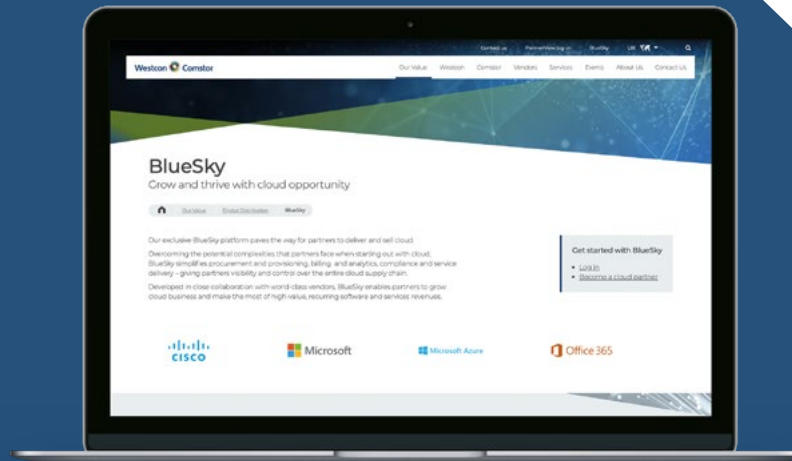 Contact us PartnerView log in BlueSky UK
Westcon Comstor
Our Value Westcon Comstor Vendors Services Events About Us Contact Us
BlueSky
Grow and thrive with cloud opportunity
Our Value Digital Distribution BlueSky
Our exclusive BlueSky platform paves the way for partners to deliver and sell cloud.
Overcoming the potential complexities that partners face when starting out with cloud,
BlueSky simplifies procurement and provisioning, billing and analytics, compliance and service
delivery – giving partners visibility and control over the entire cloud supply chain.
Developed in close collaboration with world-class vendors, BlueSky enables partners to grow
cloud business and make the most of high-value, recurring software and services revenues.
Get started with BlueSky
Log in
Become a cloud partner
CISCO
Microsoft
Microsoft Azure
Office 365